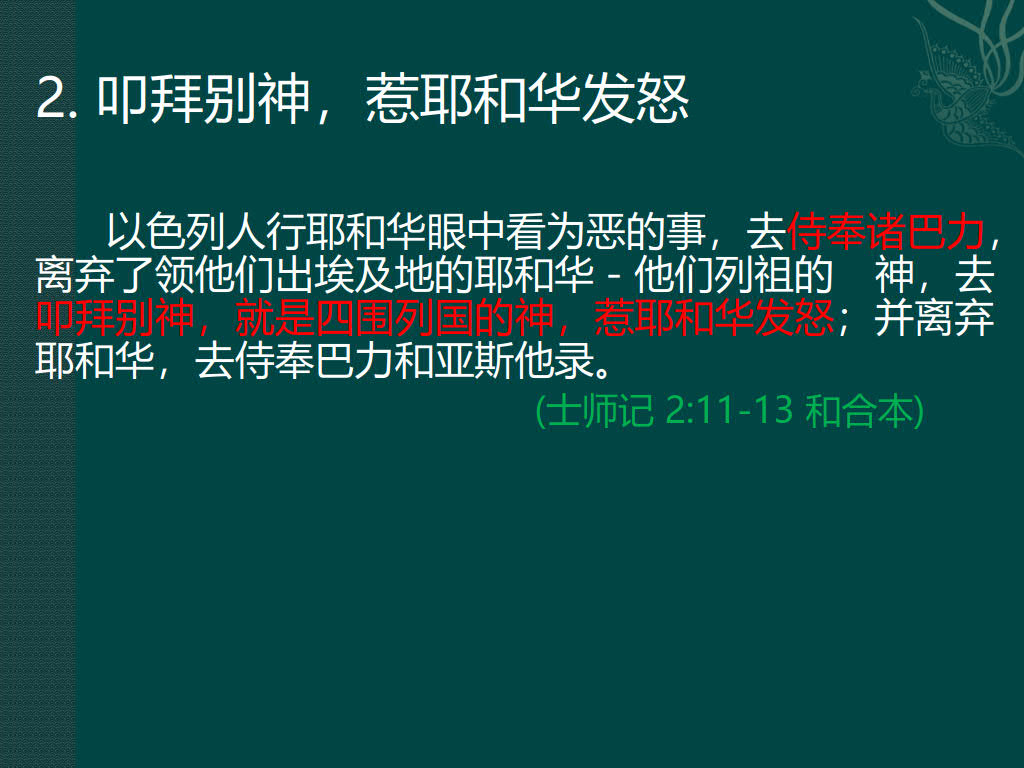 2. 叩拜别神，惹耶和华发怒
以色列人行耶和华眼中看为恶的事，去侍奉诸巴力，
离弃了领他们出埃及地的耶和华－他们列祖的　神，去
叩拜别神，就是四围列国的神，惹耶和华发怒；并离弃
耶和华，去侍奉巴力和亚斯他录。
(士师记 2:11-13 和合本)